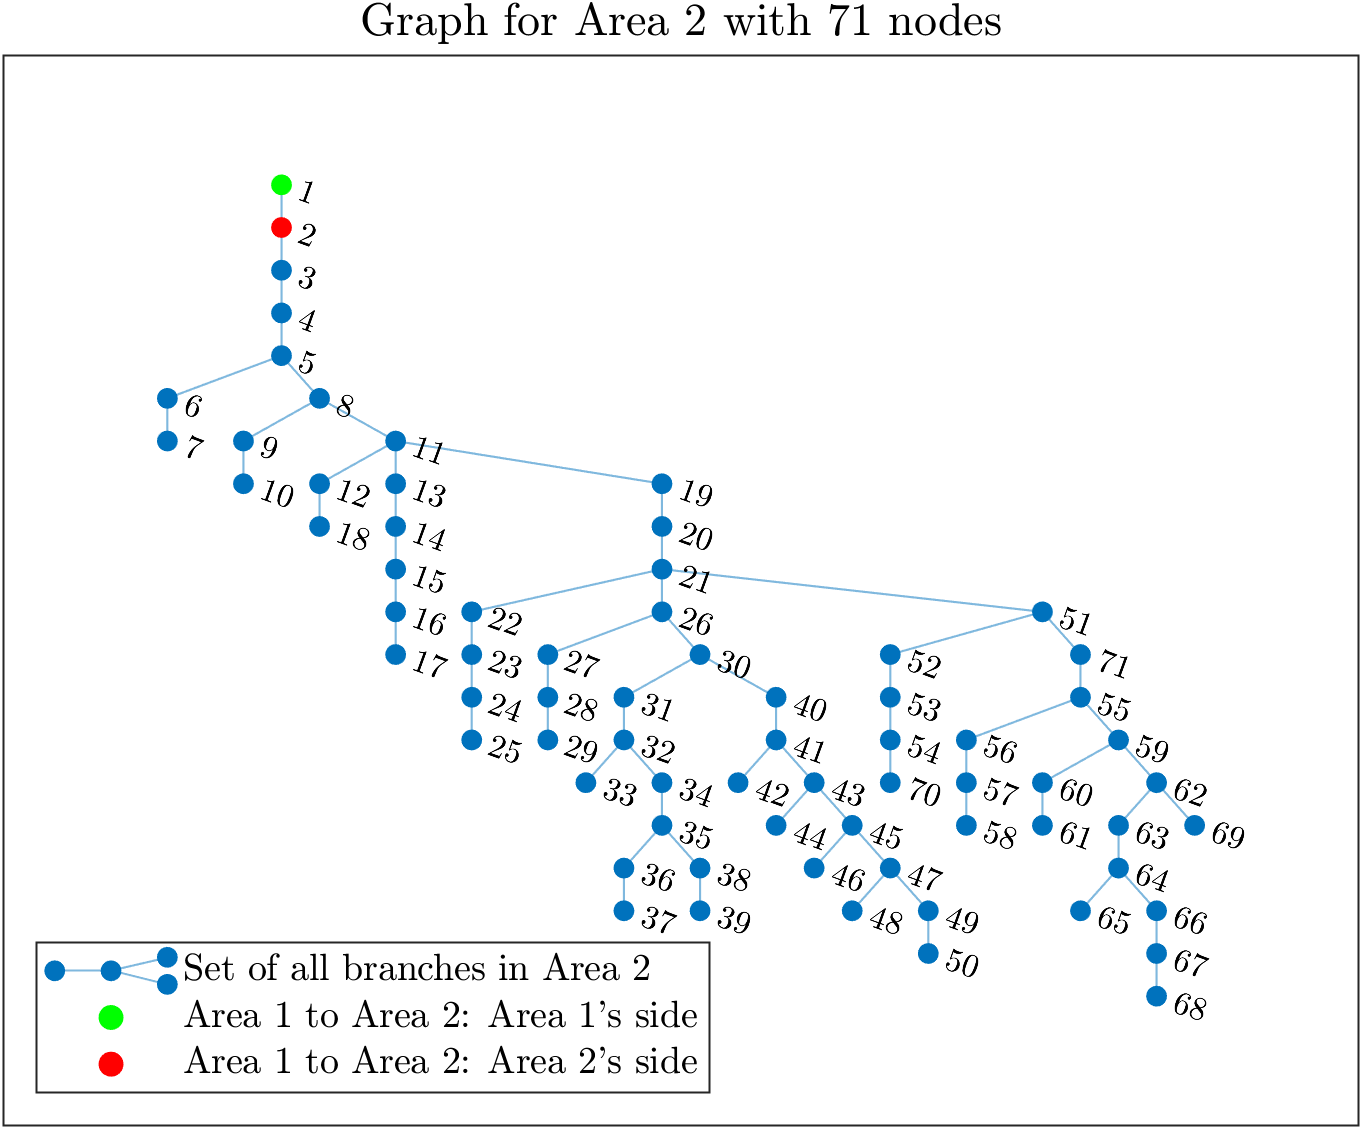 Graph for Area 2 with 71 nodes
1
2
3
4
5
6 8
7 9 11
10 12 13 19
18 14 20
15 21
16 22 26 51
17 23 27 30 52 71
24 28 31 40 53 55
25 29 32 41 54 56 59
33 34 42 43 70 57 60 62
35 44 45 58 61 63 69
36 38 46 47 64
37 39 48 49 65 66
50 67
68
Set of all branches in Area 2
Area 1 to Area 2: Area 1's side
Area 1 to Area 2: Area 2's side